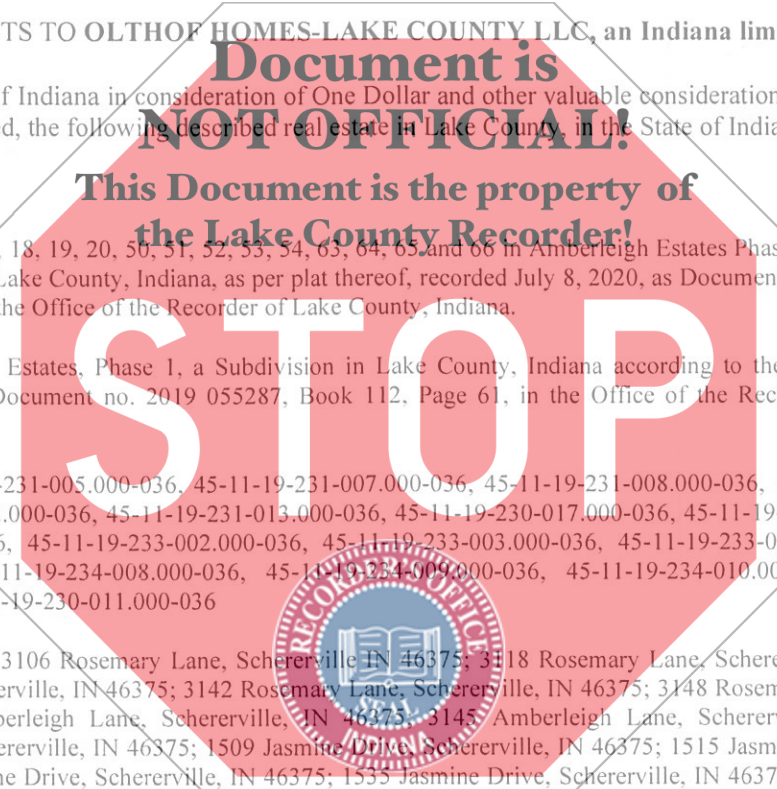 TS TO OLTHOF HOMES-LAKE COUNTY LLC, an Indiana lim
Document is
f Indiana in consideration of One Dollar and other valuable consideration
NOT OFFICIAL!
d, the following described real estate in Lake County, in the State of India
This Document is the property of
the Lake County Recorder!
, 18, 19, 20, 50, 51, 52, 53, 54, 63, 64, 65 and 66 in Amberleigh Estates Phas
Lake County, Indiana, as per plat thereof, recorded July 8, 2020, as Documen
the Office of the Recorder of Lake County, Indiana.
STOP
Estates, Phase 1, a Subdivision in Lake County, Indiana according to the
Document no. 2019 055287, Book 112, Page 61, in the Office of the Rec
-231-005.000-036, 45-11-19-231-007.000-036, 45-11-19-231-008.000-036,
.000-036, 45-11-19-231-013.000-036, 45-11-19-230-017.000-036, 45-11-19-
6, 45-11-19-233-002.000-036, 45-11-19-233-003.000-036, 45-11-19-233-0
11-19-234-008.000-036, 45-11-19-234-009.000-036, 45-11-19-234-010.00
-19-230-011.000-036
RECORDER'S OFFICE
SEAL
INDIANA
3106 Rosemary Lane, Schererville IN 46375; 3118 Rosemary Lane, Schere
erville, IN 46375; 3142 Rosemary Lane, Schererville, IN 46375; 3148 Rosem
berleigh Lane, Schererville, IN 46375; 3145 Amberleigh Lane, Scherer
ererville, IN 46375; 1509 Jasmine Drive, Schererville, IN 46375; 1515 Jasm
ne Drive, Schererville, IN 46375; 1535 Jasmine Drive, Schererville, IN 4637